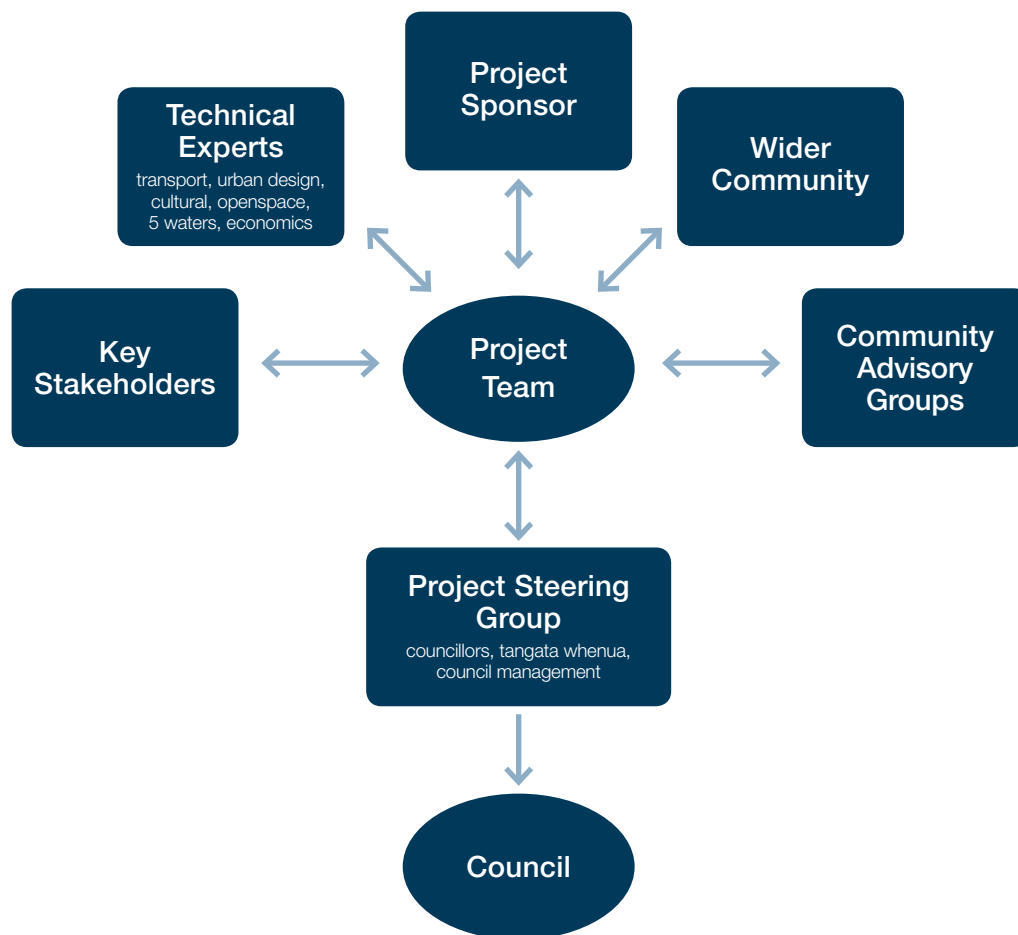 Project
Sponsor
Technical
Experts
transport, urban design,
cultural, openspace,
5 waters, economics
Wider
Community
Key
Stakeholders
Project
Team
Community
Advisory
Groups
Project Steering
Group
councillors, tangata whenua,
council management
Council